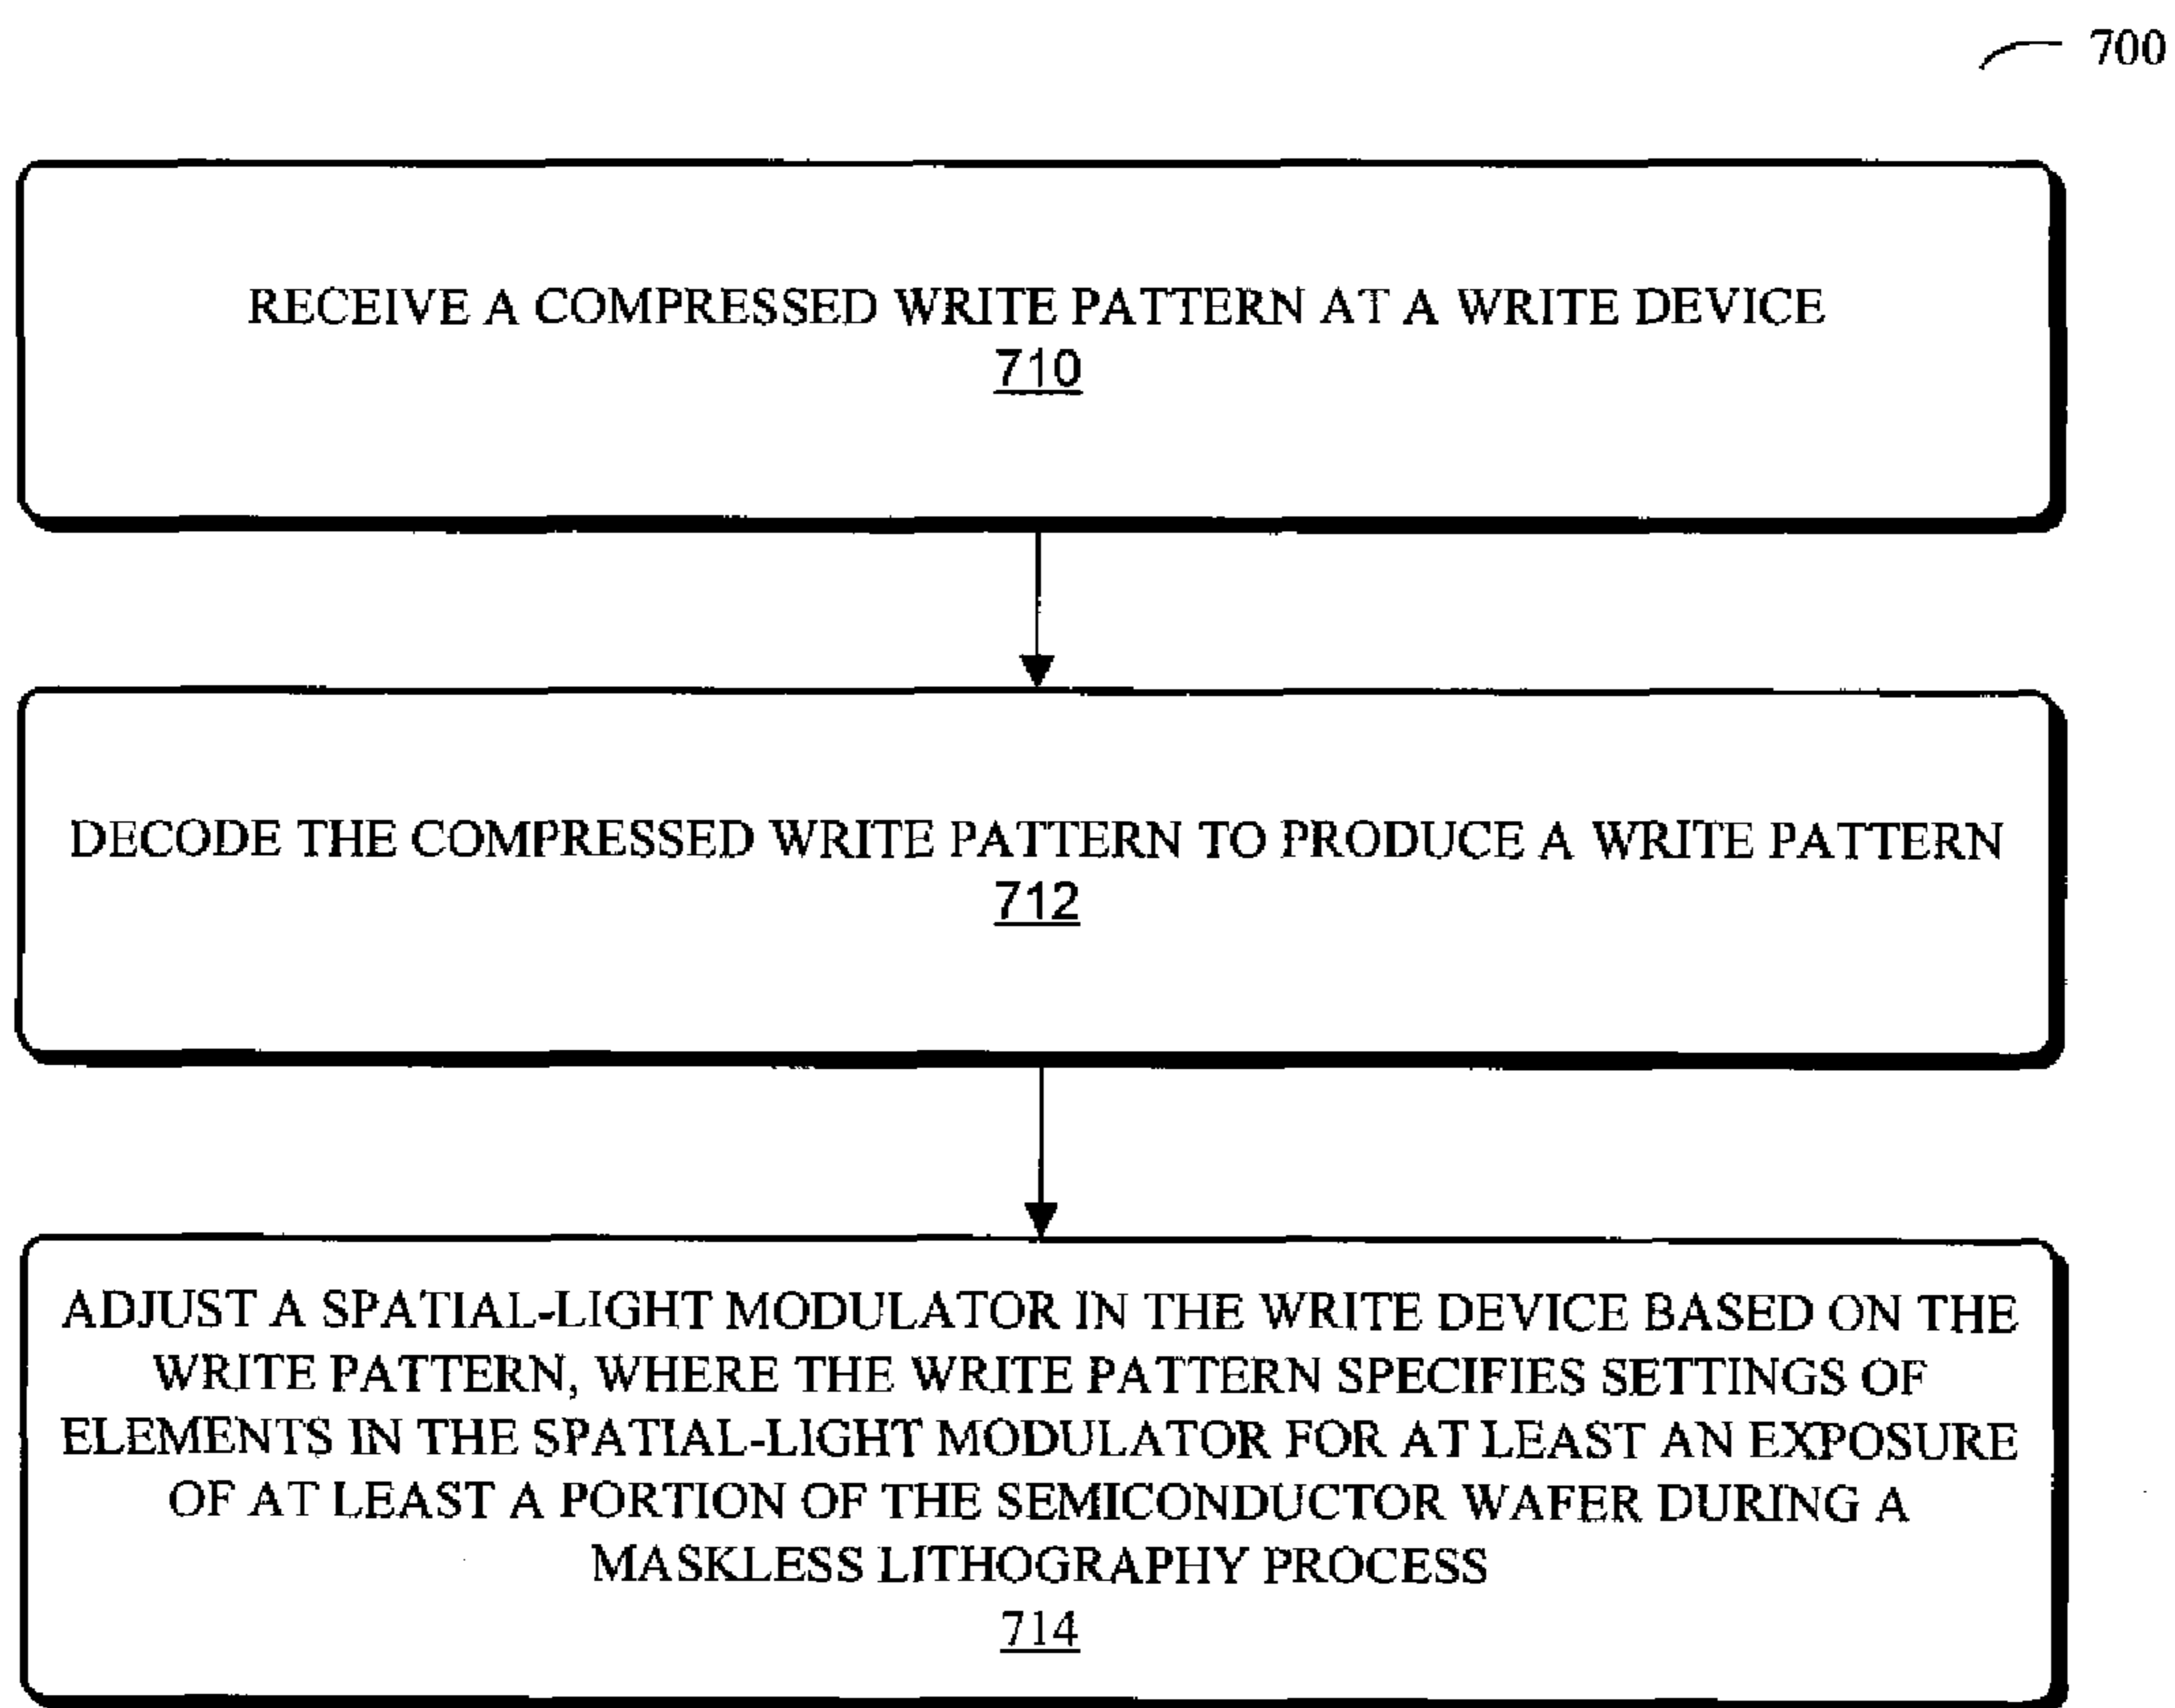 700
RECEIVE A COMPRESSED WRITE PATTERN AT A WRITE DEVICE
710
DECODE THE COMPRESSED WRITE PATTERN TO PRODUCE A WRITE PATTERN
712
ADJUST A SPATIAL-LIGHT MODULATOR IN THE WRITE DEVICE BASED ON THE
WRITE PATTERN, WHERE THE WRITE PATTERN SPECIFIES SETTINGS OF
ELEMENTS IN THE SPATIAL-LIGHT MODULATOR FOR AT LEAST AN EXPOSURE
OF AT LEAST A PORTION OF THE SEMICONDUCTOR WAFER DURING A
MASKLESS LITHOGRAPHY PROCESS
714